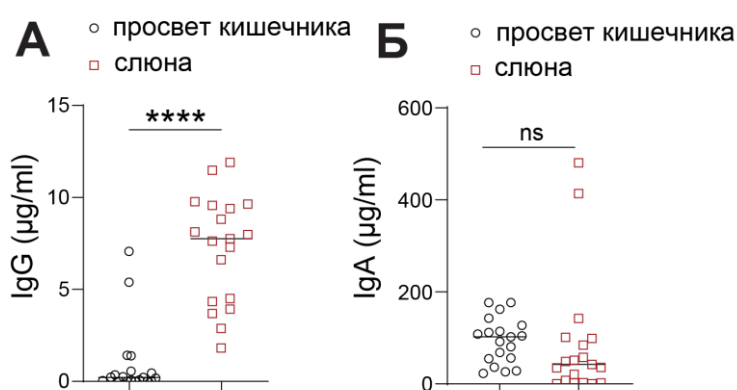 А
просвет кишечника
слюна
****
IgG (µg/ml)
15
10
5
0
Б
просвет кишечника
слюна
ns
IgA (µg/ml)
600
400
200
0